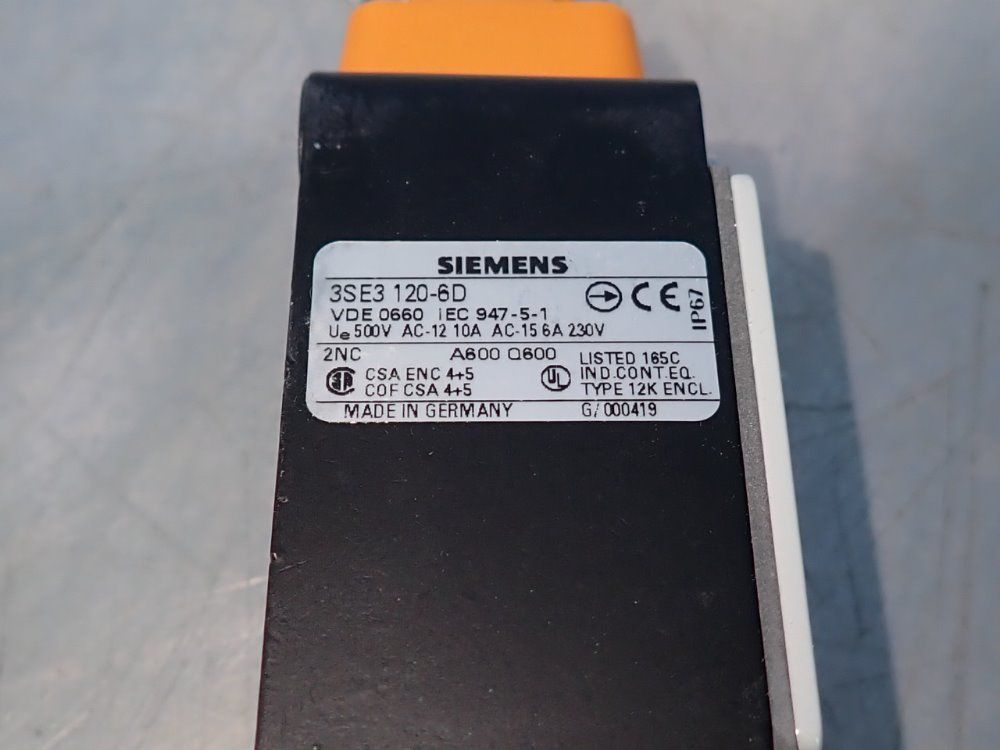 SIEMENS
3SE3 120-6D
CE
IP67
VDE 0660 IEC 947-5-1
Ue 500V AC-12 10A AC-15 6A 230V
2NC A600 Q600
CSA ENC 4+5
COF CSA 4+5
UL
LISTED 165C
IND.CONT.EQ.
TYPE 12K ENCL.
MADE IN GERMANY G/000419